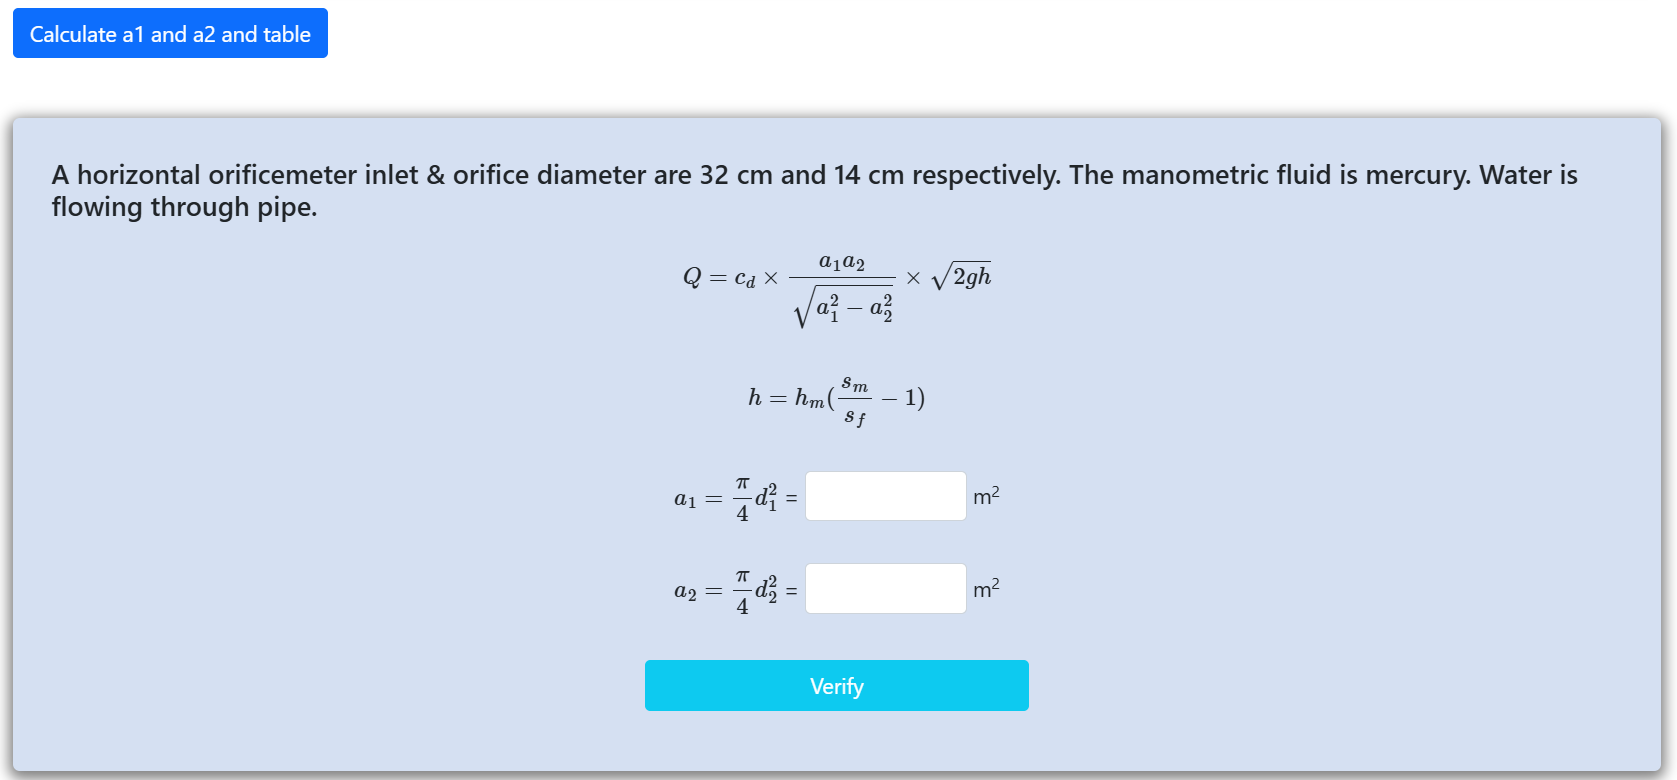 Calculate a1 and a2 and table
A horizontal orificemeter inlet & orifice diameter are 32 cm and 14 cm respectively. The manometric fluid is mercury. Water is
flowing through pipe.
$Q = c_d \times \frac{a_1 a_2}{\sqrt{a_1^2 - a_2^2}} \times \sqrt{2gh}$
$h = h_m (\frac{s_m}{s_f} - 1)$
$a_1 = \frac{\pi}{4} d_1^2$ = m²
$a_2 = \frac{\pi}{4} d_2^2$ = m²
Verify